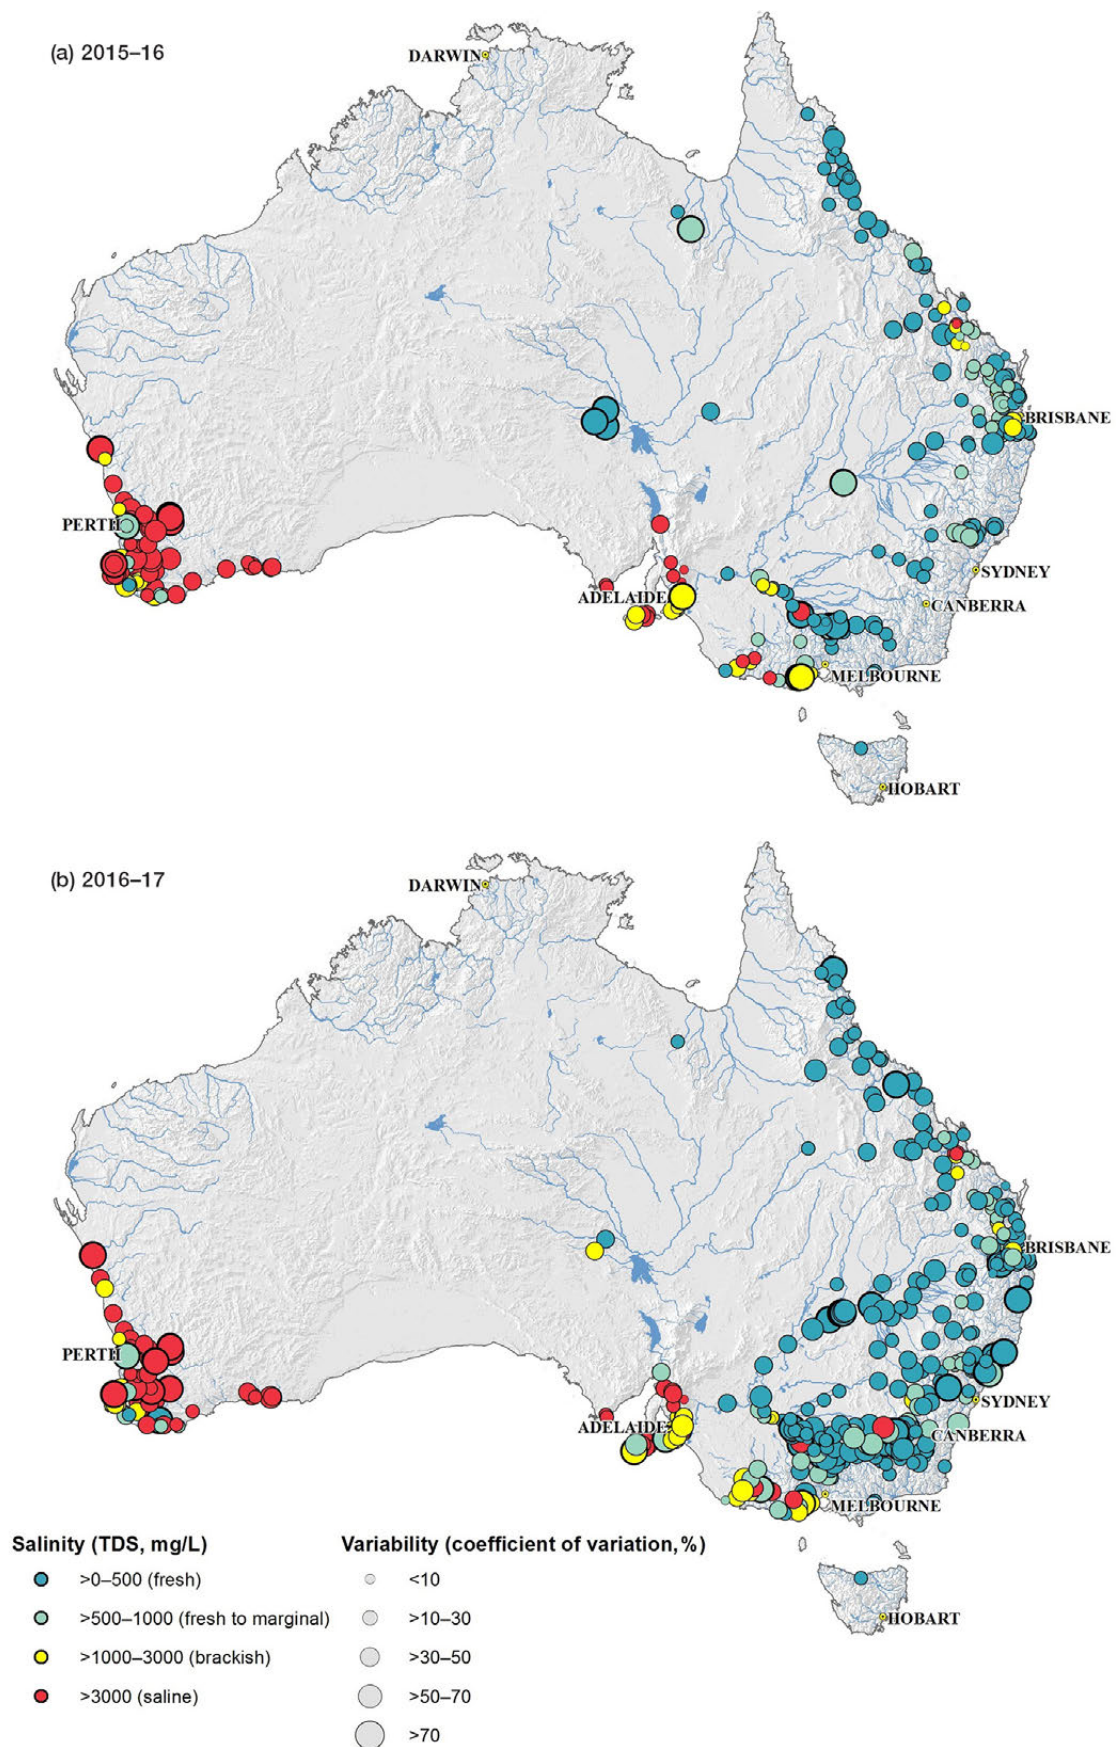 (a) 2015–16
DARWIN
BRISBANE
PERTH
SYDNEY
ADELAIDE
CANBERRA
MELBOURNE
HOBART
(b) 2016–17
DARWIN
BRISBANE
PERTH
SYDNEY
ADELAIDE
CANBERRA
MELBOURNE
HOBART
Salinity (TDS, mg/L)
>0–500 (fresh)
>500–1000 (fresh to marginal)
>1000–3000 (brackish)
>3000 (saline)
Variability (coefficient of variation, %)
<10
>10–30
>30–50
>50–70
>70